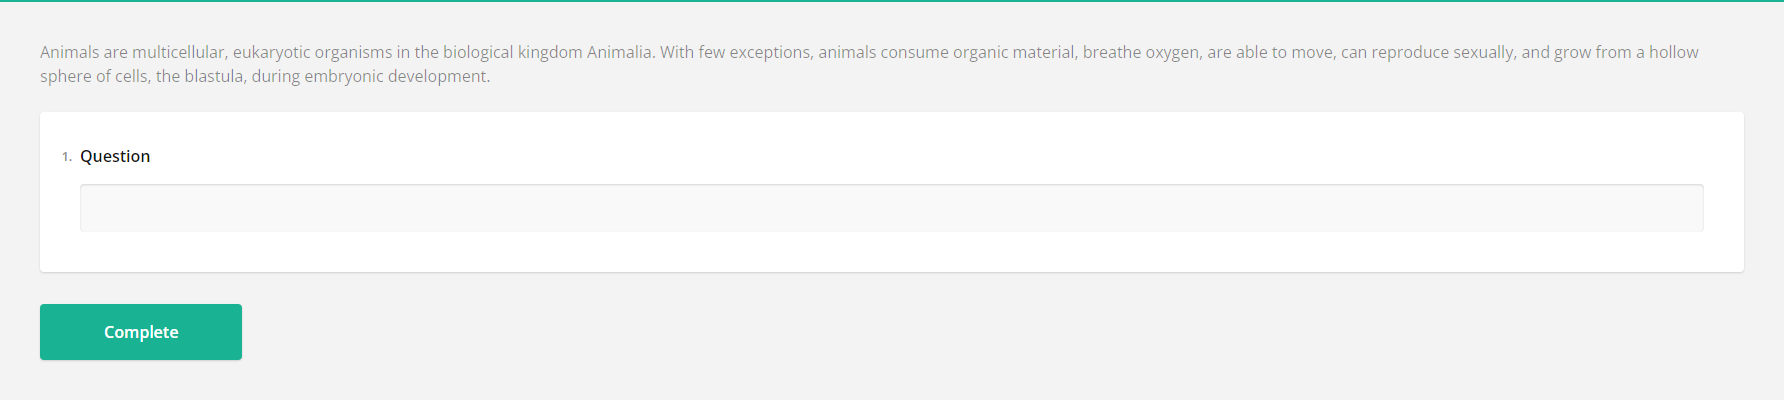 Animals are multicellular, eukaryotic organisms in the biological kingdom Animalia. With few exceptions, animals consume organic material, breathe oxygen, are able to move, can reproduce sexually, and grow from a hollow
sphere of cells, the blastula, during embryonic development.
1. Question
Complete